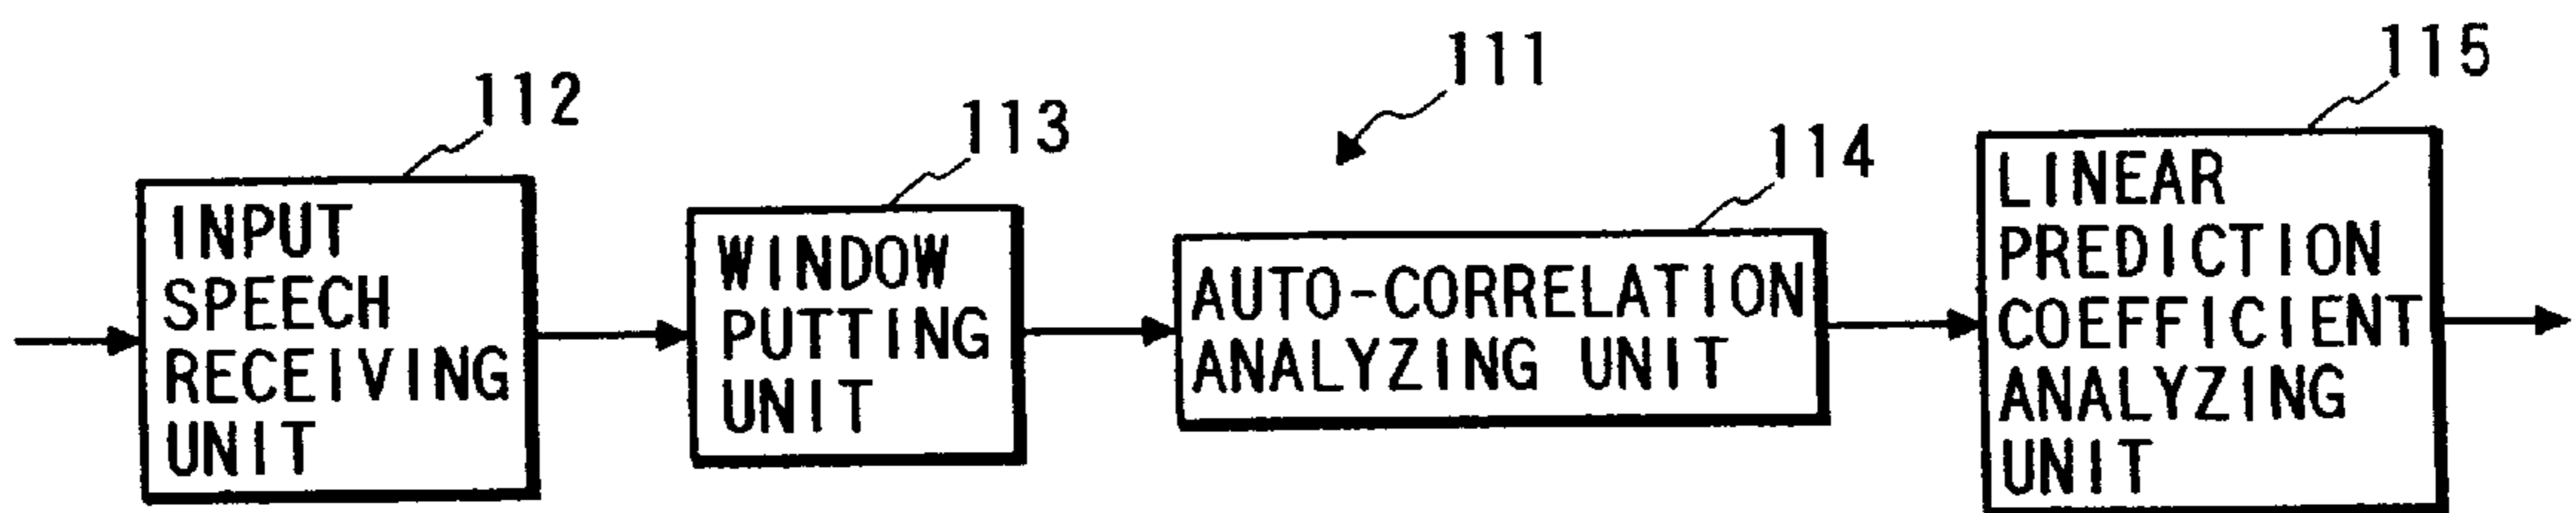 112
INPUT
SPEECH
RECEIVING
UNIT
113
WINDOW
PUTTING
UNIT
111
114
AUTO-CORRELATION
ANALYZING UNIT
115
LINEAR
PREDICTION
COEFFICIENT
ANALYZING
UNIT